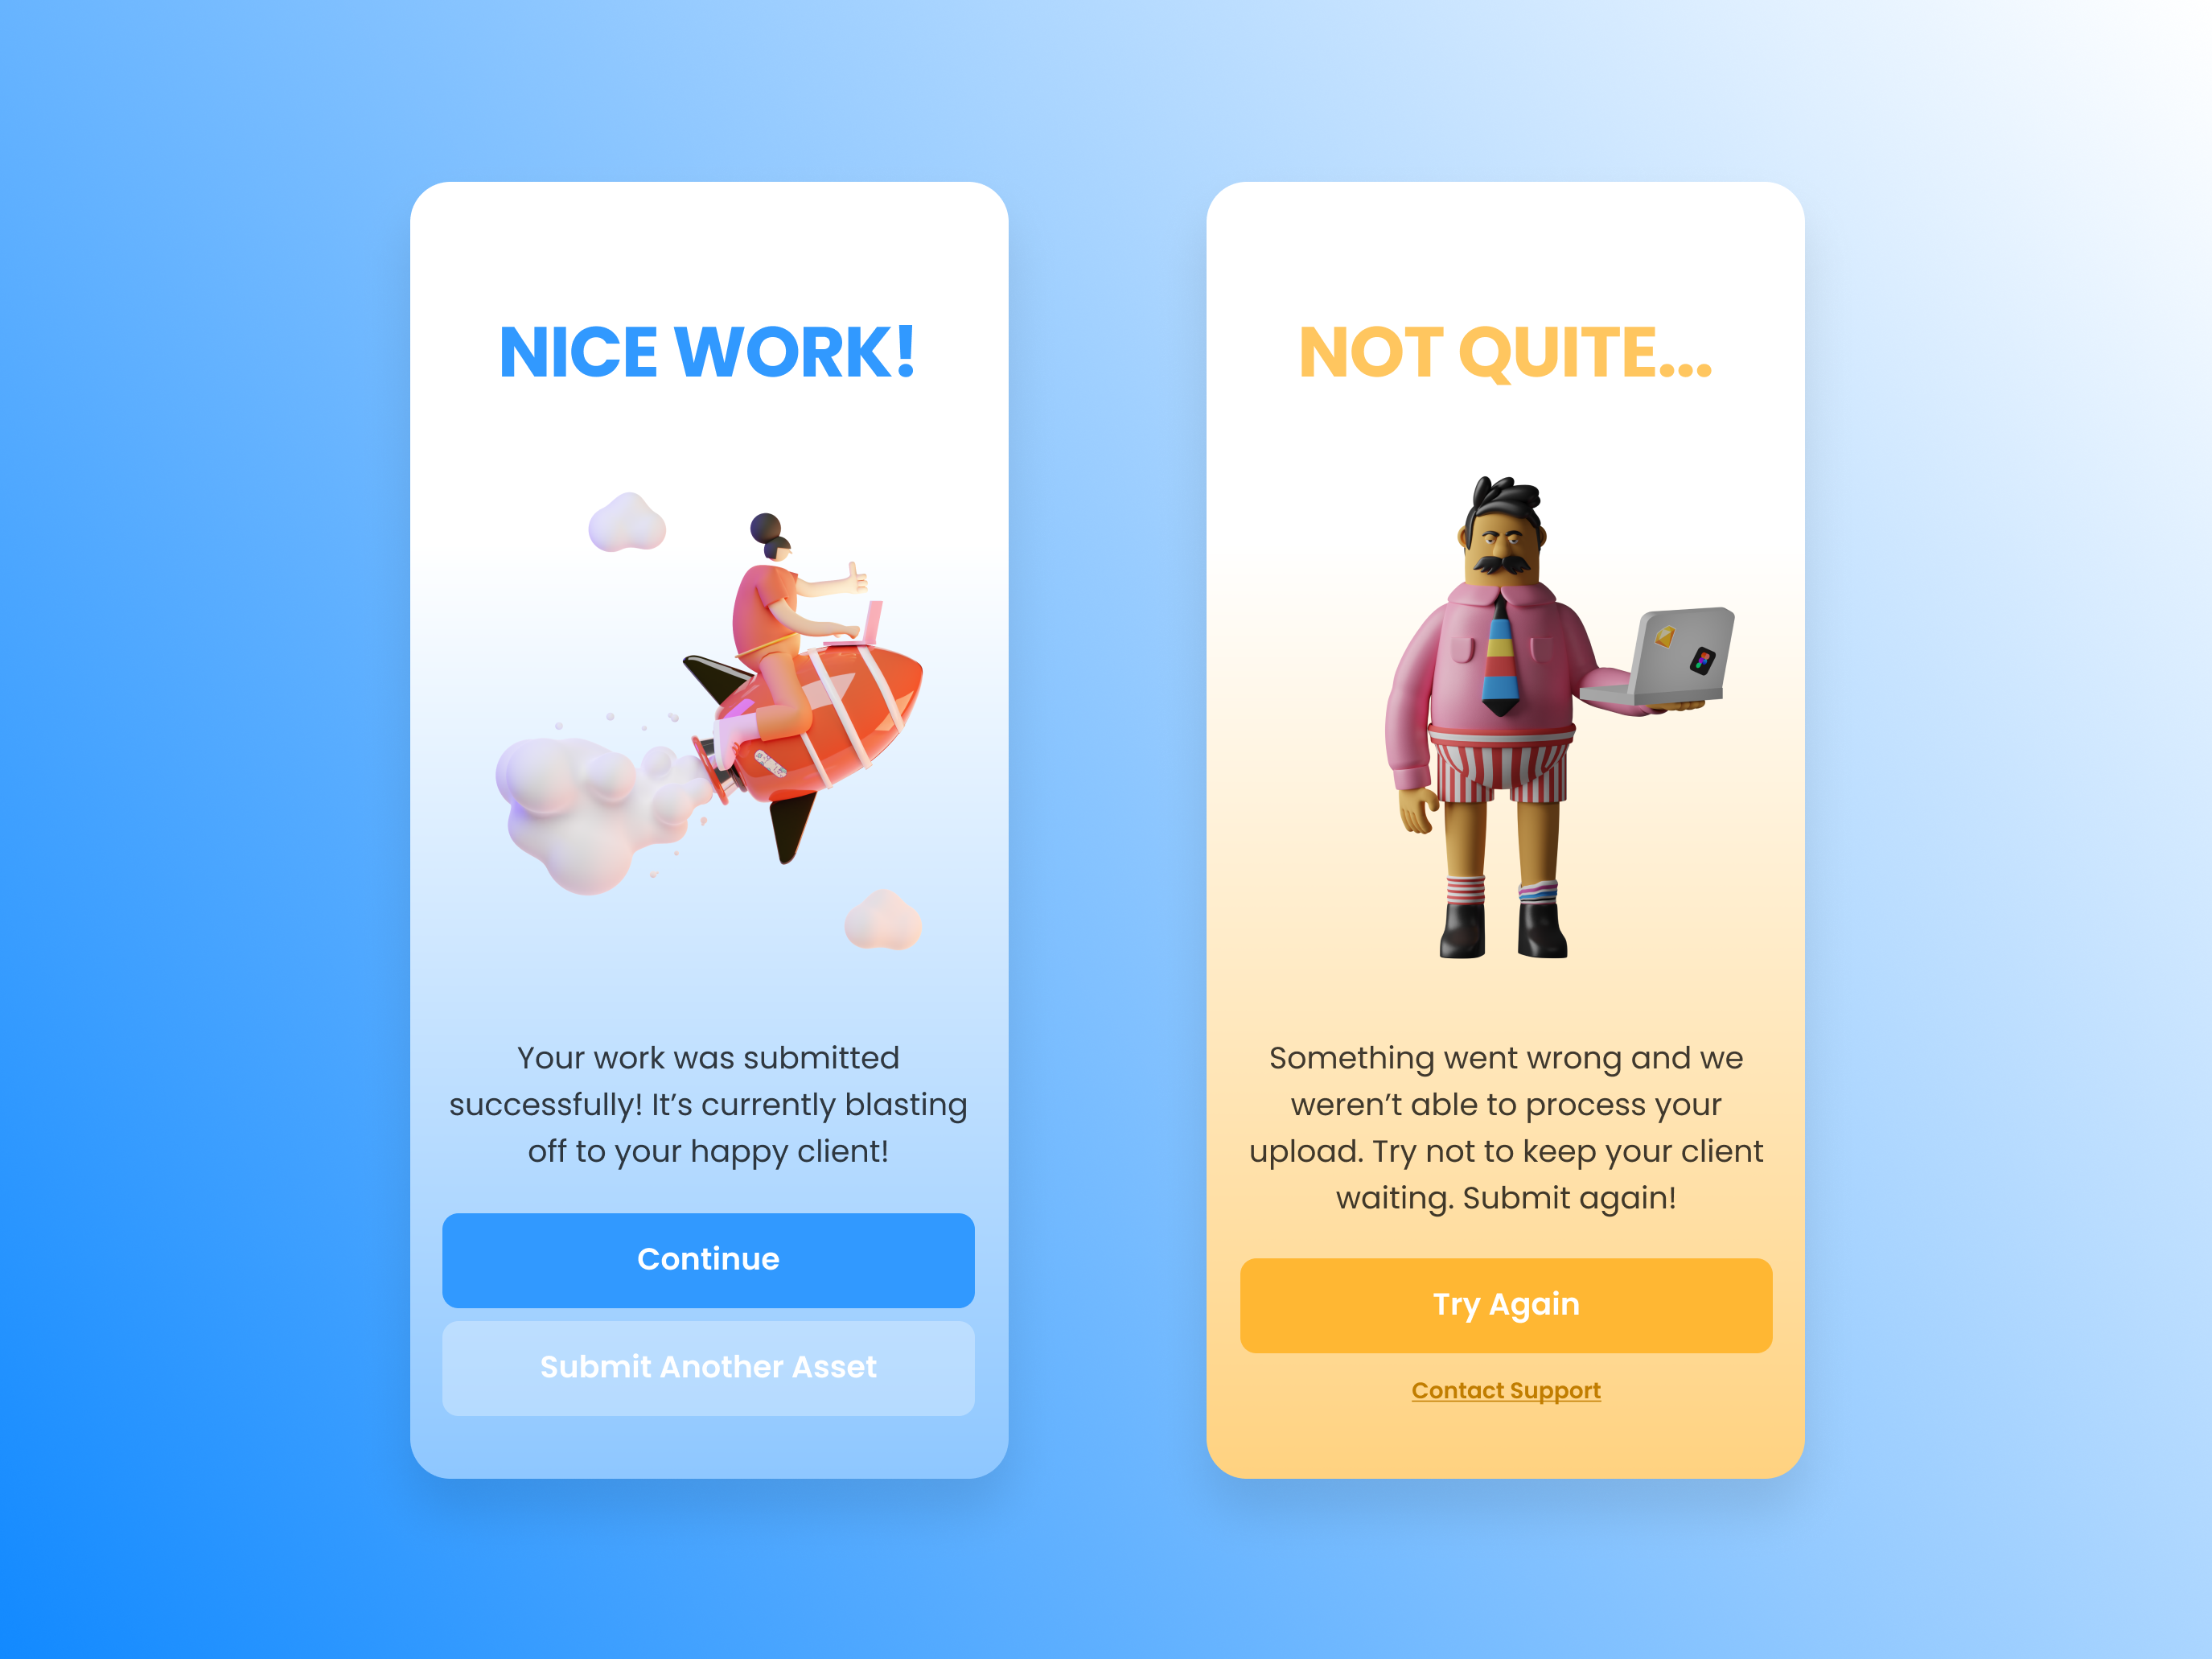 NICE WORK!
Your work was submitted
successfully! It’s currently blasting
off to your happy client!
Continue
Submit Another Asset
NOT QUITE...
Something went wrong and we
weren’t able to process your
upload. Try not to keep your client
waiting. Submit again!
Try Again
Contact Support